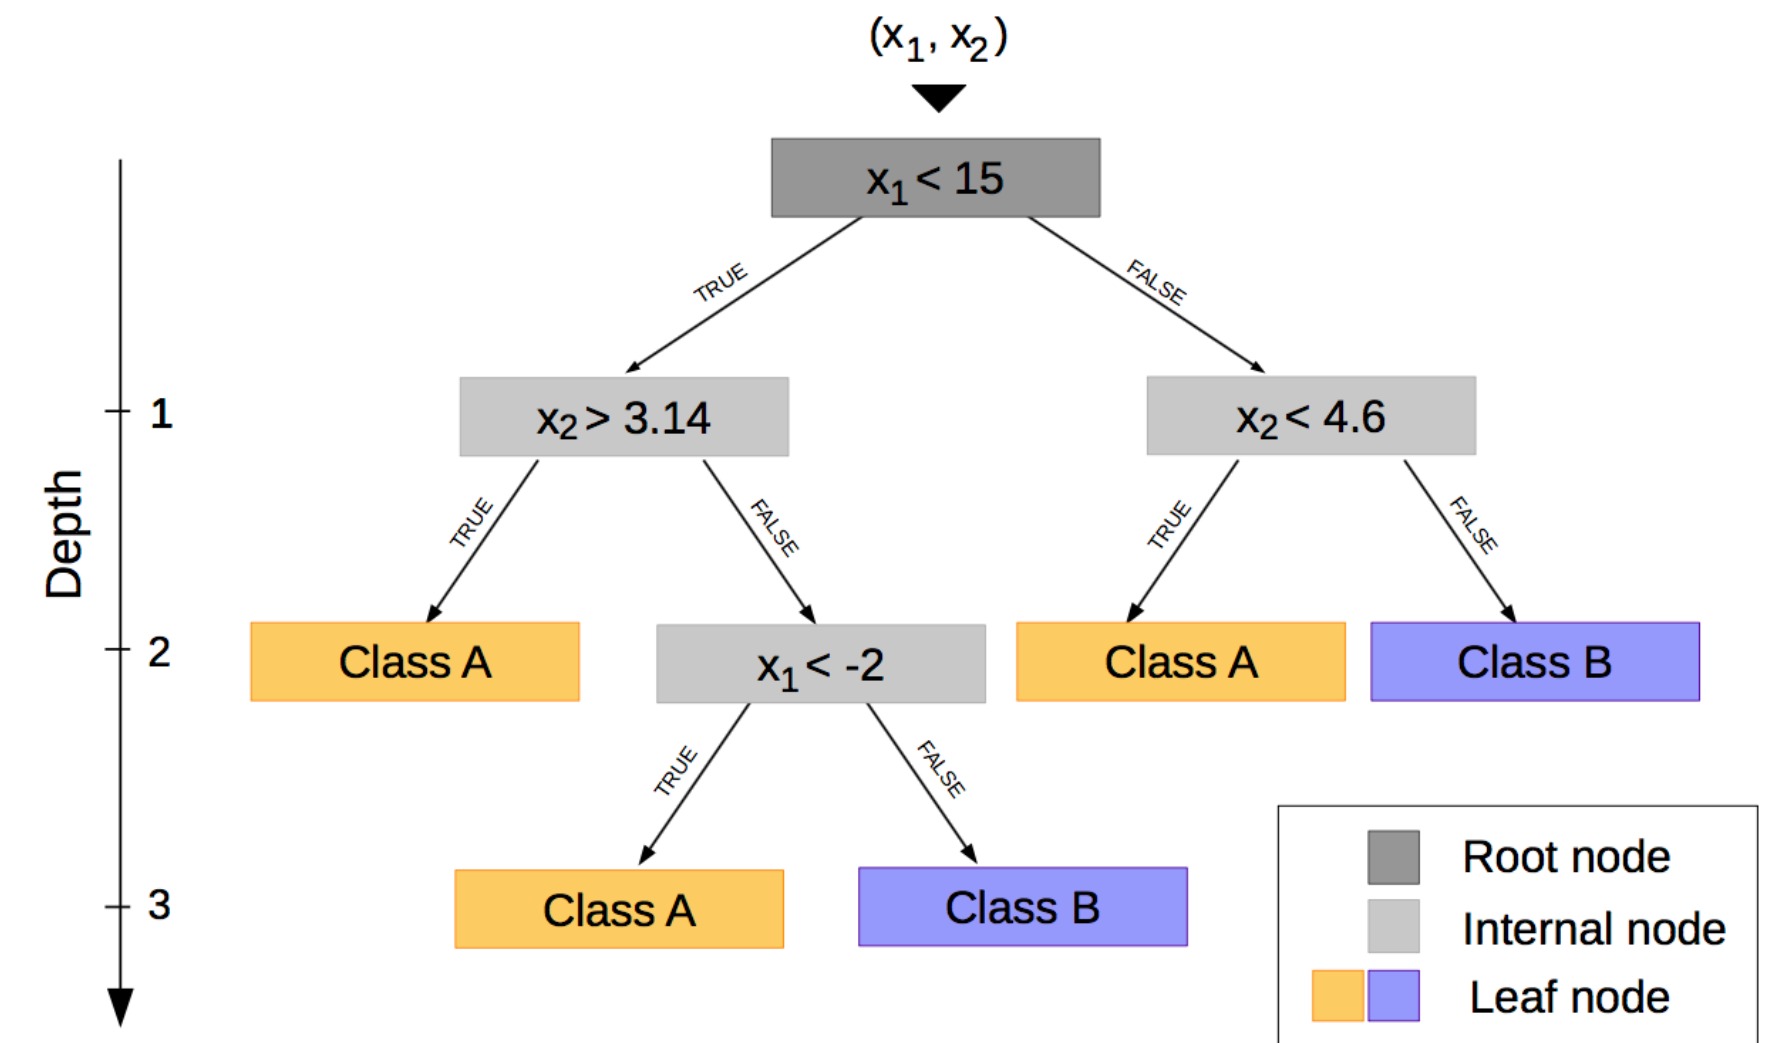 (x₁, x₂)
x₁ < 15
TRUE
FALSE
1
x₂ > 3.14
x₂ < 4.6
Depth
TRUE
FALSE
TRUE
FALSE
2
Class A
x₁ < -2
Class A
Class B
TRUE
FALSE
3
Class A
Class B
Root node
Internal node
Leaf node